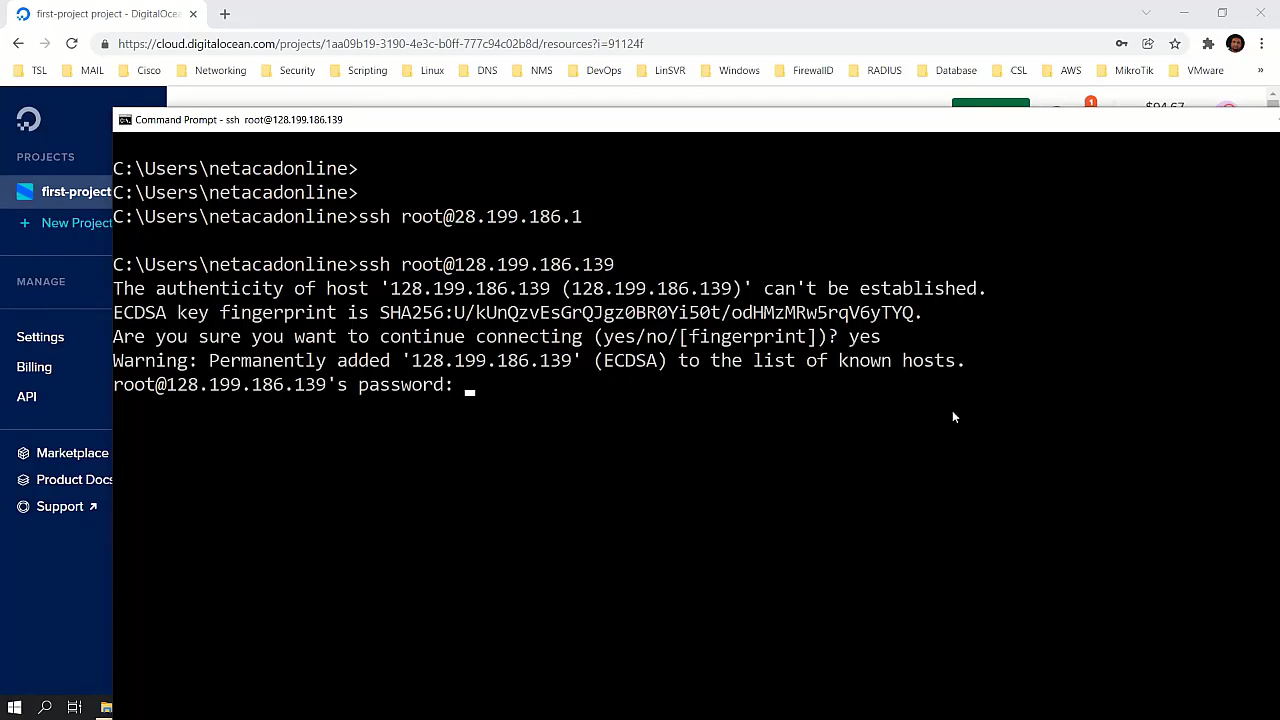 first-project project - DigitalOc
https://cloud.digitalocean.com/projects/1aa09b19-3190-4e3c-b0ff-777c94c02b8d/resources?i=91124f
TSL MAIL Cisco Networking Security Scripting Linux DNS NMS DevOps LinSVR Windows FirewallD RADIUS Database CSL AWS MikroTik VMware »
1
$94.67
Command Prompt - ssh root@128.199.186.139
PROJECTS
first-project
+ New Project
MANAGE
Settings
Billing
API
Marketplace
Product Docs
Support
C:\Users\netacadonline>
C:\Users\netacadonline>
C:\Users\netacadonline>ssh root@28.199.186.1
C:\Users\netacadonline>ssh root@128.199.186.139
The authenticity of host '128.199.186.139 (128.199.186.139)' can't be established.
ECDSA key fingerprint is SHA256:U/kUnQzvEsGrQJgz0BR0Yi50t/odHMzMRw5rqV6yTYQ.
Are you sure you want to continue connecting (yes/no/[fingerprint])? yes
Warning: Permanently added '128.199.186.139' (ECDSA) to the list of known hosts.
root@128.199.186.139's password: